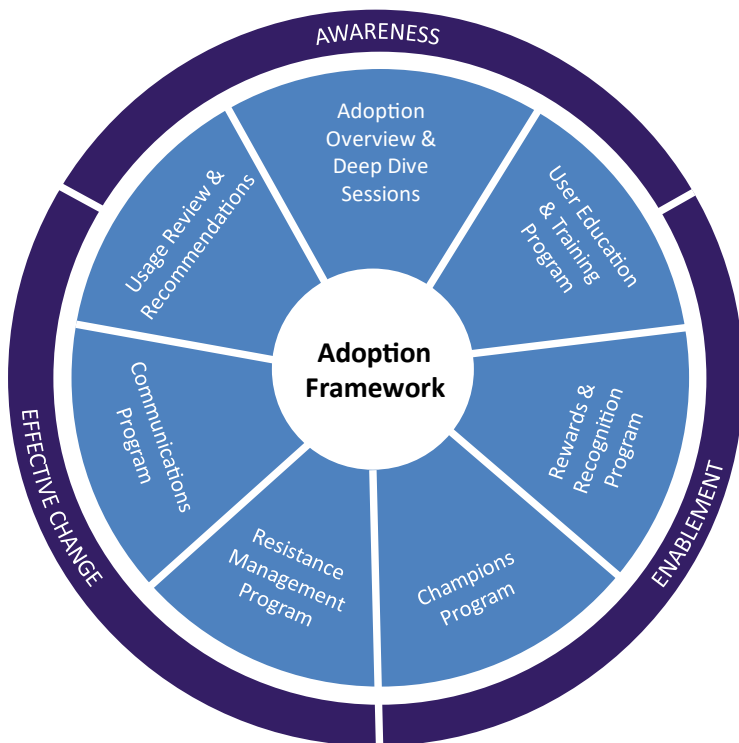 AWARENESS
Adoption
Overview &
Deep Dive
Sessions
User Education
& Training
Program
Rewards &
Recognition
Program
ENABLEMENT
Champions
Program
Resistance
Management
Program
EFFECTIVE CHANGE
Communications
Program
Usage Review &
Recommendations
Adoption
Framework